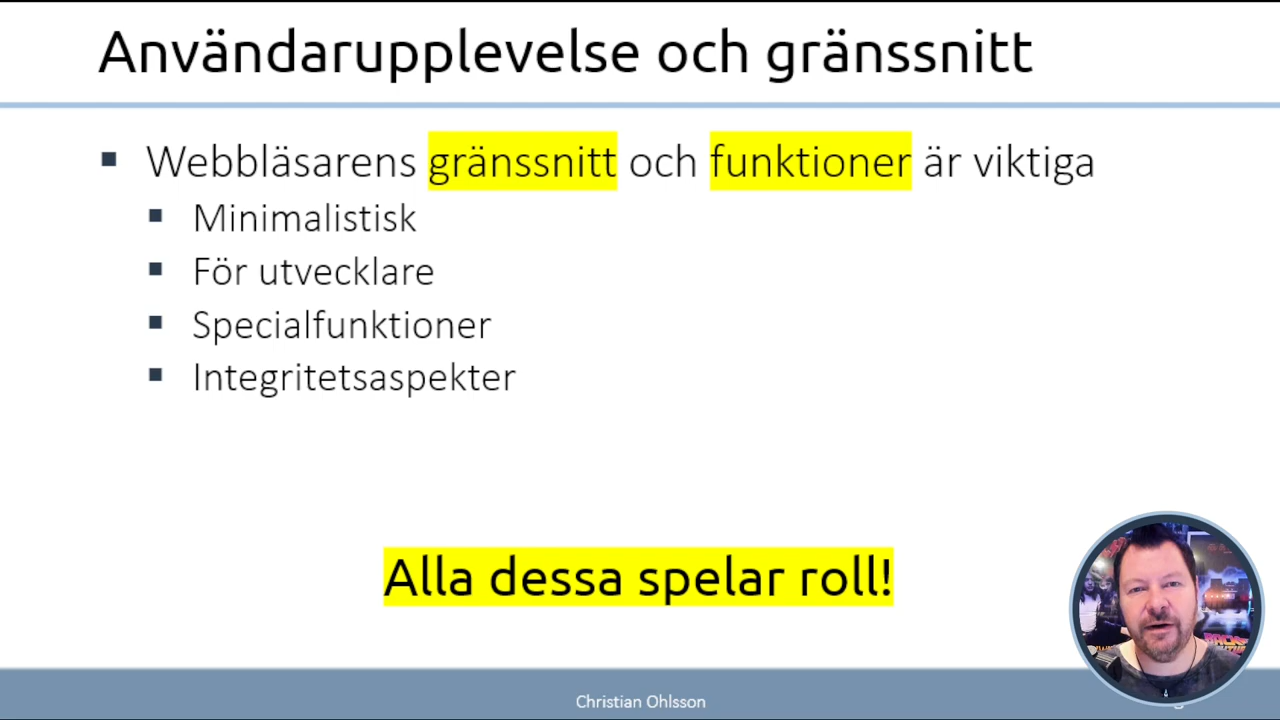 Användarupplevelse och gränssnitt
Webbläsarens gränssnitt och funktioner är viktiga
Minimalistisk
För utvecklare
Specialfunktioner
Integritetsaspekter
Alla dessa spelar roll!
Christian Ohlsson